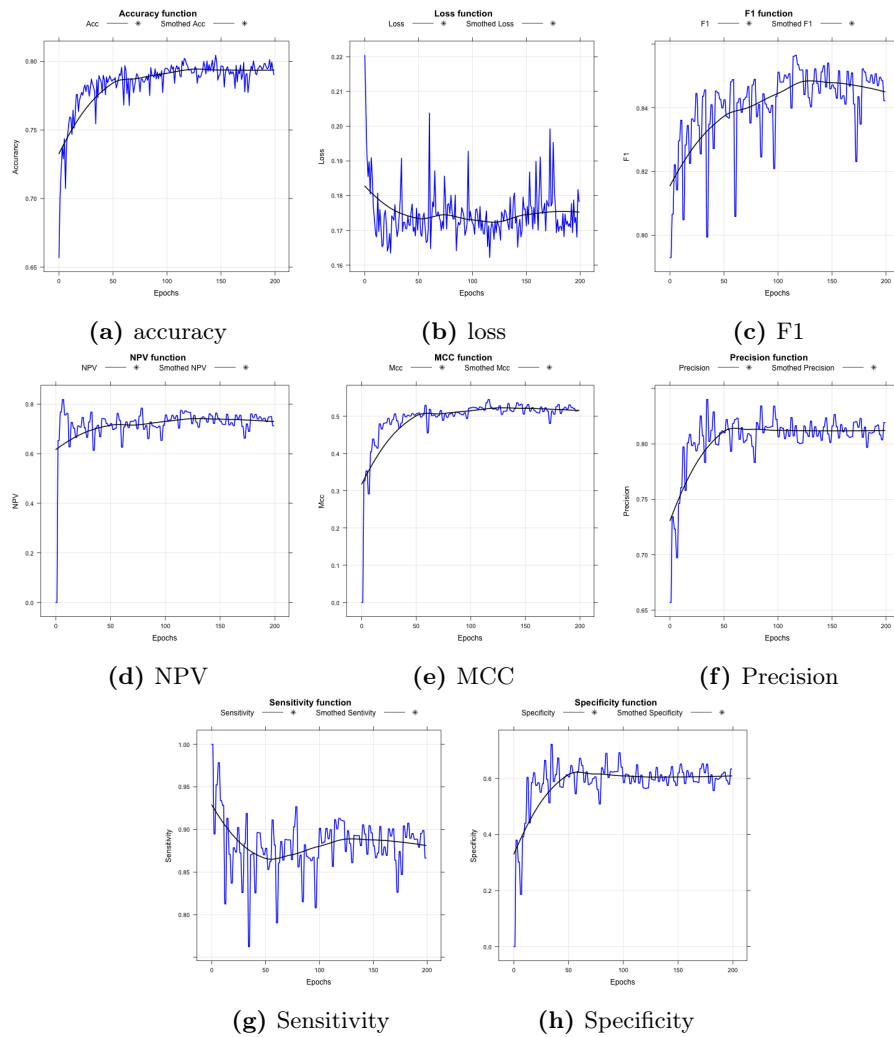 Accuracy function
Acc Smothed Acc
Accurancy
0.80
0.75
0.70
0.65
0 50 100 150 200
Epochs
(a) accuracy
Loss function
Loss Smothed Loss
Loss
0.22
0.21
0.20
0.19
0.18
0.17
0.16
0 50 100 150 200
Epochs
(b) loss
F1 function
F1 Smothed F1
F1
0.84
0.82
0.80
0 50 100 150 200
Epochs
(c) F1
NPV function
NPV Smothed NPV
NPV
0.8
0.6
0.4
0.2
0.0
0 50 100 150 200
Epochs
(d) NPV
MCC function
Mcc Smothed Mcc
Mcc
0.5
0.4
0.3
0.2
0.1
0.0
0 50 100 150 200
Epochs
(e) MCC
Precision function
Precision Smothed Precision
Precision
0.80
0.75
0.70
0.65
0 50 100 150 200
Epochs
(f) Precision
Sensitivity function
Sensitivity Smothed Sentivity
Sensitivity
1.00
0.95
0.90
0.85
0.80
0 50 100 150 200
Epochs
(g) Sensitivity
Specificity function
Specificity Smothed Specificity
Specificity
0.6
0.4
0.2
0.0
0 50 100 150 200
Epochs
(h) Specificity